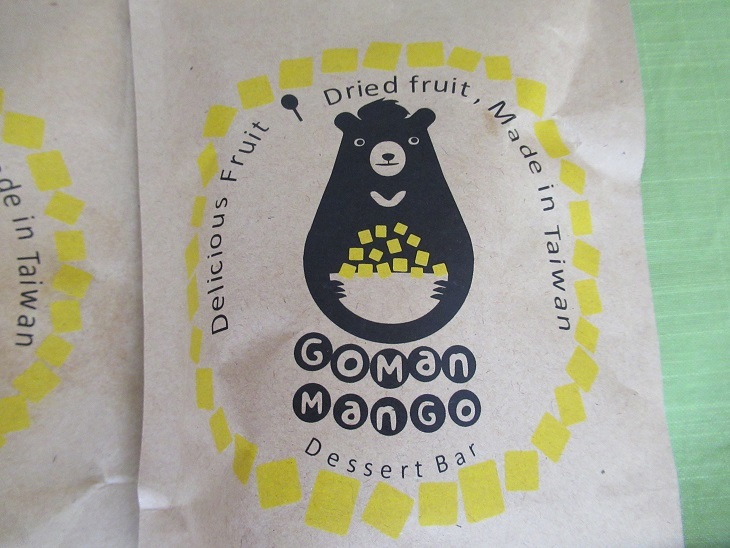 de in Taiwan
Delicious Fruit
Dried fruit, Made in Taiwan
GOMaN
MaNGO
Dessert Bar